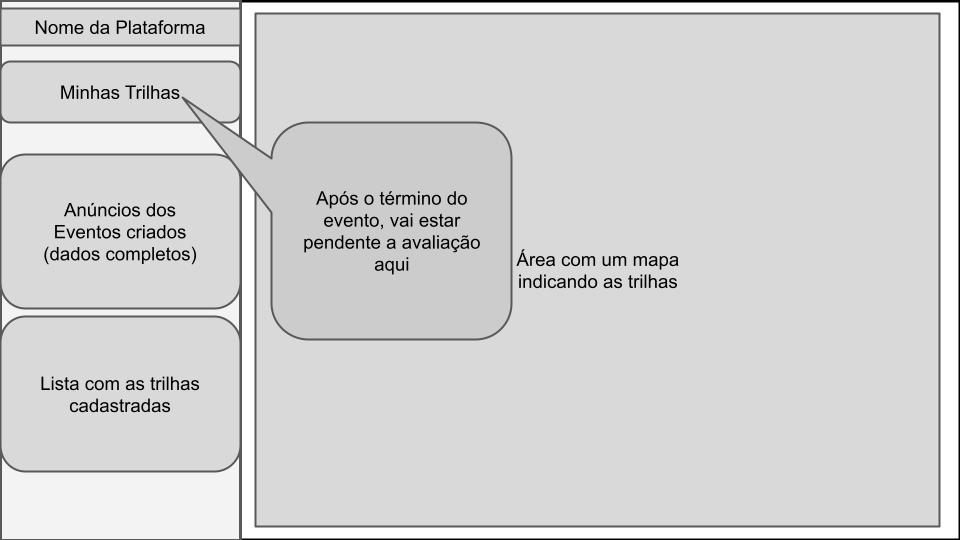 Nome da Plataforma
Minhas Trilhas
Anúncios dos
Eventos criados
(dados completos)
Lista com as trilhas
cadastradas
Após o término do
evento, vai estar
pendente a avaliação
aqui
Área com um mapa
indicando as trilhas